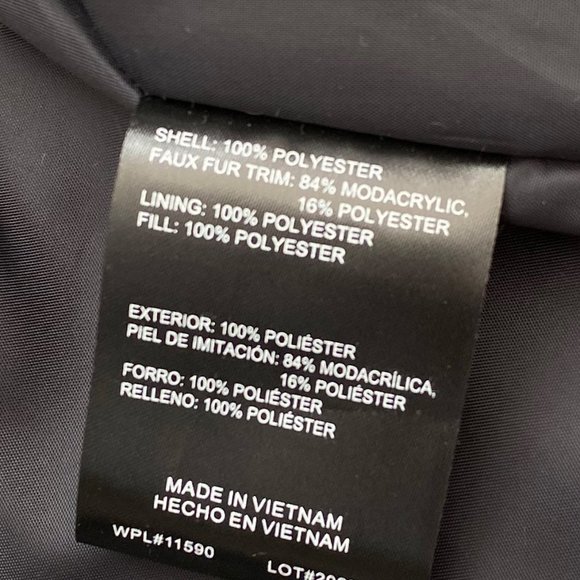 SHELL: 100% POLYESTER
FAUX FUR TRIM: 84% MODACRYLIC,
16% POLYESTER
LINING: 100% POLYESTER
FILL: 100% POLYESTER
EXTERIOR: 100% POLIÉSTER
PIEL DE IMITACIÓN: 84% MODACRÍLICA,
16% POLIÉSTER
FORRO: 100% POLIÉSTER
RELLENO: 100% POLIÉSTER
MADE IN VIETNAM
HECHO EN VIETNAM
WPL#11590